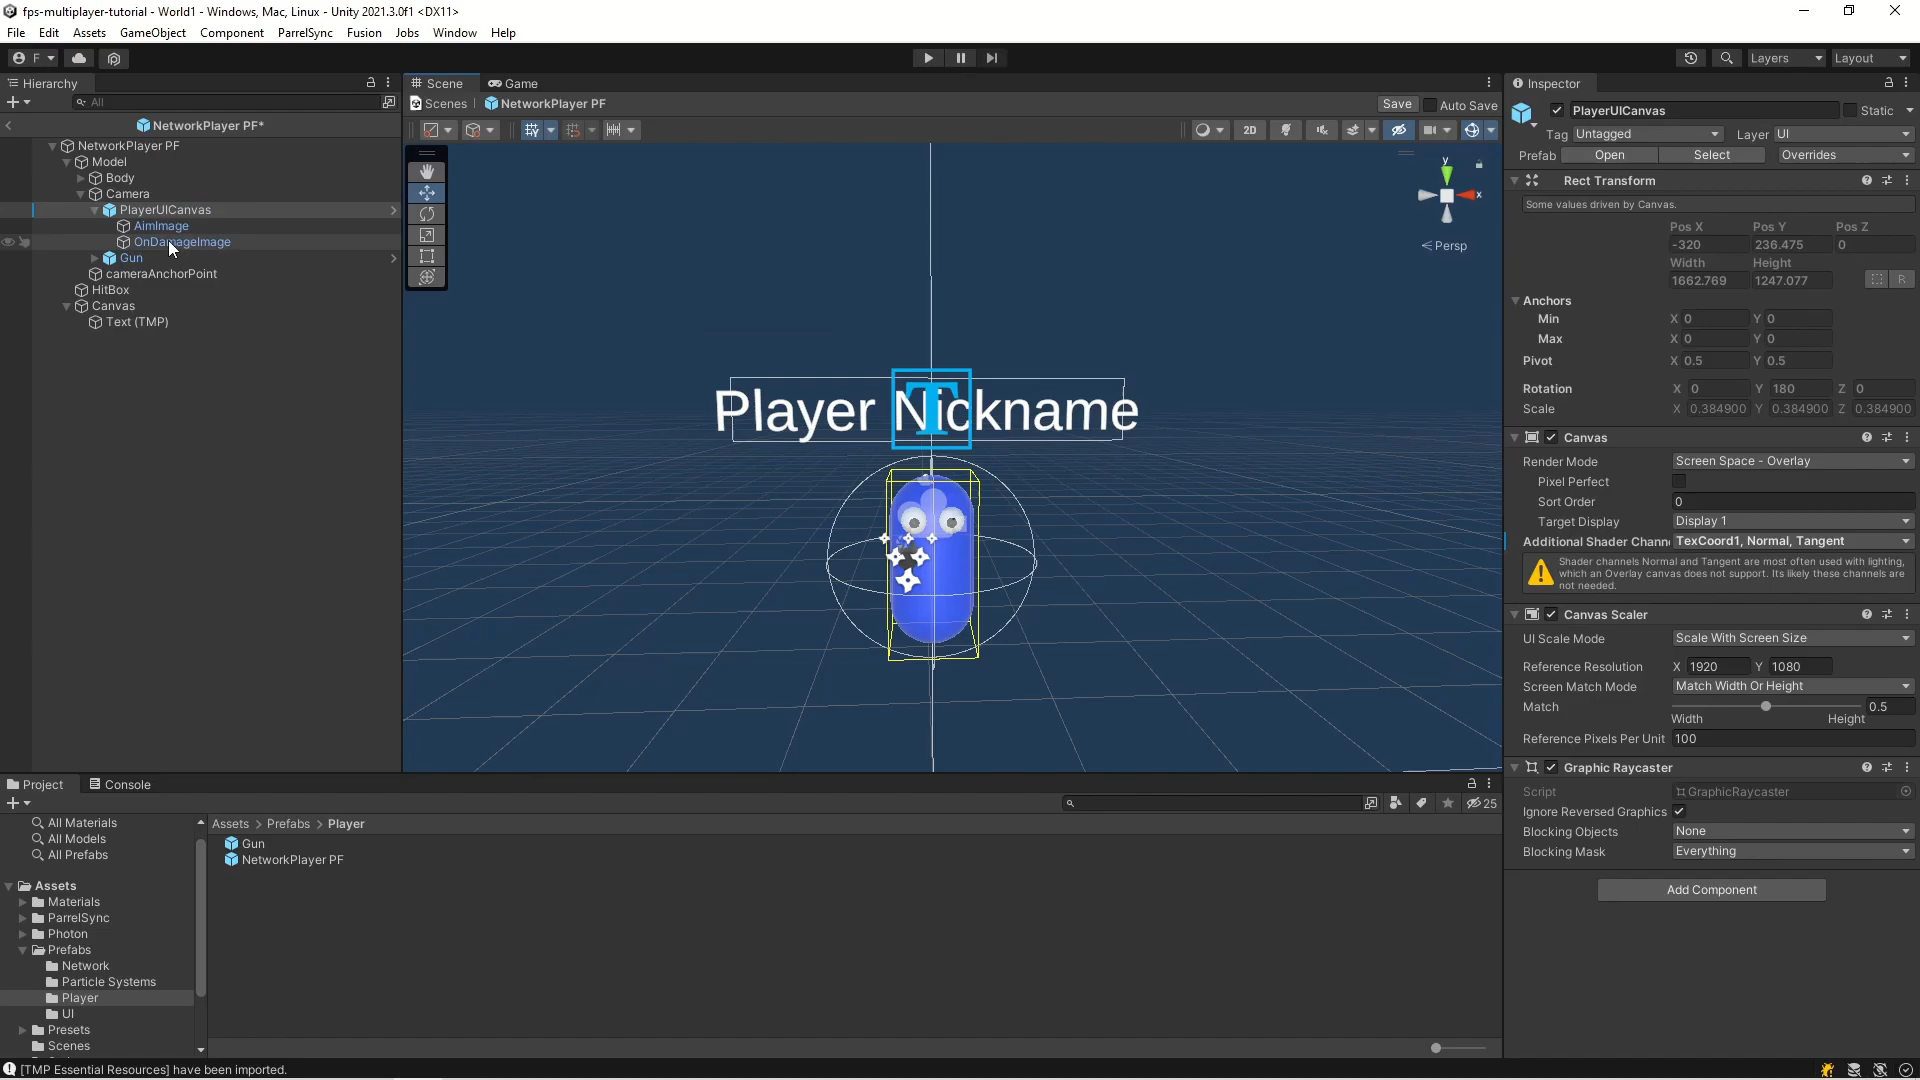 fps-multiplayer-tutorial - World1 - Windows, Mac, Linux - Unity 2021.3.0f1 <DX11>
File Edit Assets GameObject Component ParrelSync Fusion Jobs Window Help
F Layers Layout
Hierarchy Scene Game Inspector
All Scenes NetworkPlayer PF Save Auto Save PlayerUICanvas Static
NetworkPlayer PF* 2D Tag Untagged Layer UI
NetworkPlayer PF Prefab Open Select Overrides
Model y
Body Rect Transform
Camera x
PlayerUICanvas Some values driven by Canvas.
AimImage Pos X Pos Y Pos Z
OnDamageImage < Persp -320 236.475 0
Gun Width Height
cameraAnchorPoint 1662.769 1247.077 R
HitBox Anchors
Canvas Min X 0 Y 0
Text (TMP) Max X 0 Y 0
Pivot X 0.5 Y 0.5
Player Nickname T Rotation X 0 Y 180 Z 0
Scale X 0.384900 Y 0.384900 Z 0.384900
Canvas
Render Mode Screen Space - Overlay
Pixel Perfect
Sort Order 0
Target Display Display 1
Additional Shader Chann TexCoord1, Normal, Tangent
Shader channels Normal and Tangent are most often used with lighting,
which an Overlay canvas does not support. Its likely these channels are
not needed.
Canvas Scaler
UI Scale Mode Scale With Screen Size
Reference Resolution X 1920 Y 1080
Screen Match Mode Match Width Or Height
Match 0.5
Width Height
Reference Pixels Per Unit 100
Graphic Raycaster
Script GraphicRaycaster
Ignore Reversed Graphics
Blocking Objects None
Blocking Mask Everything
Add Component
Project Console
25
All Materials Assets > Prefabs > Player
All Models Gun
All Prefabs NetworkPlayer PF
Assets
Materials
ParrelSync
Photon
Prefabs
Network
Particle Systems
Player
UI
Presets
Scenes
[TMP Essential Resources] have been imported.